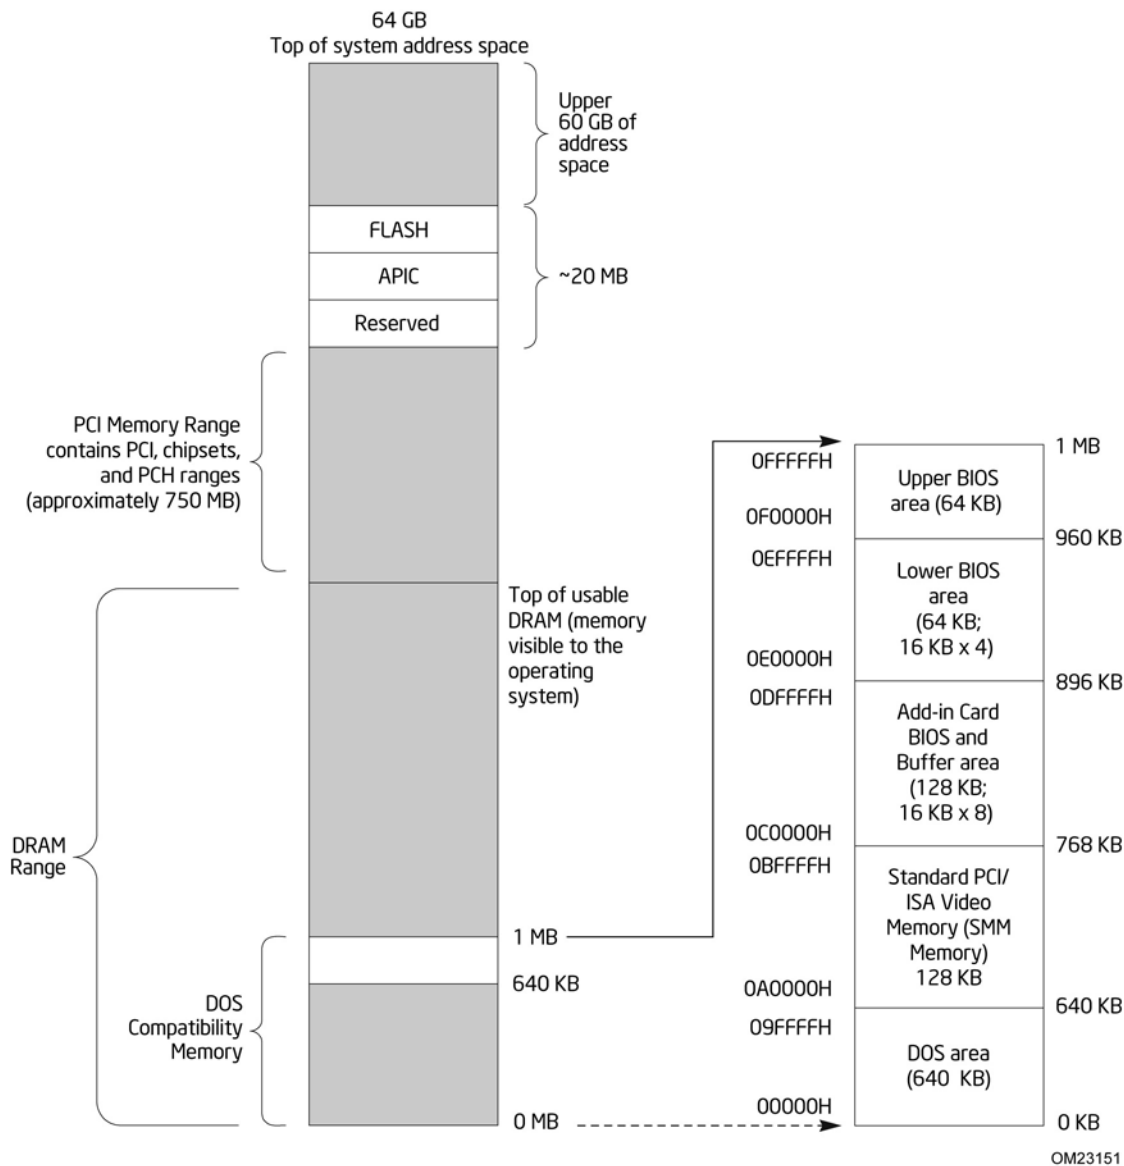 64 GB
Top of system address space
Upper
60 GB of
address
space
FLASH
APIC
Reserved
~20 MB
PCI Memory Range
contains PCI, chipsets,
and PCH ranges
(approximately 750 MB)
Top of usable
DRAM (memory
visible to the
operating
system)
DRAM
Range
1 MB
640 KB
DOS
Compatibility
Memory
0 MB
0FFFFFH
0F0000H
0EFFFFH
0E0000H
0DFFFFH
0C0000H
0BFFFFH
0A0000H
09FFFFH
00000H
Upper BIOS
area (64 KB)
Lower BIOS
area
(64 KB;
16 KB x 4)
Add-in Card
BIOS and
Buffer area
(128 KB;
16 KB x 8)
Standard PCI/
ISA Video
Memory (SMM
Memory)
128 KB
DOS area
(640 KB)
1 MB
960 KB
896 KB
768 KB
640 KB
0 KB
OM23151